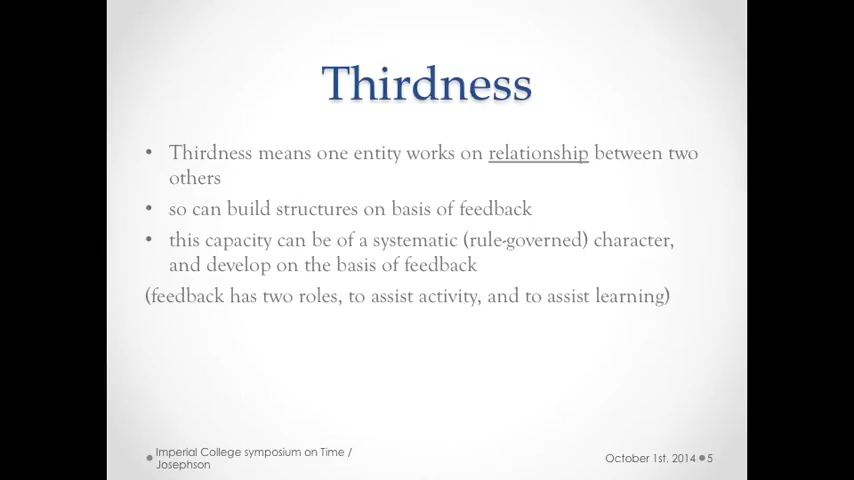 Thirdness
• Thirdness means one entity works on relationship between two
others
• so can build structures on basis of feedback
• this capacity can be of a systematic (rule-governed) character,
and develop on the basis of feedback
(feedback has two roles, to assist activity, and to assist learning)
Imperial College symposium on Time /
Josephson
October 1st. 2014 5